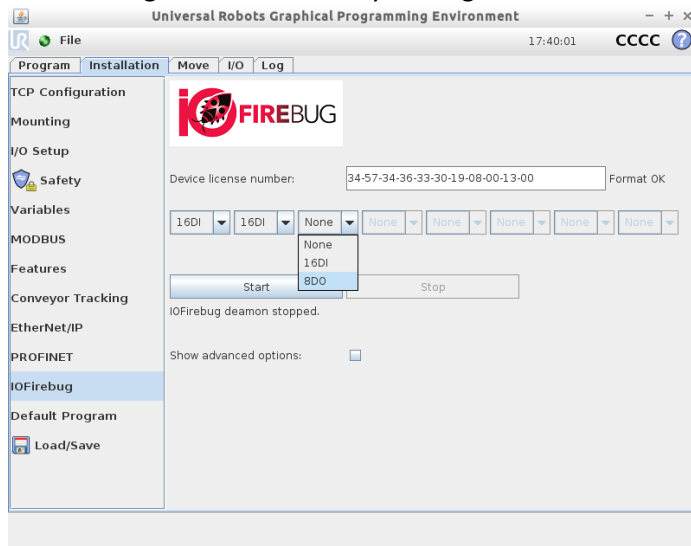 Universal Robots Graphical Programming Environment
File
17:40:01
CCCC
?
Program
Installation
Move
I/O
Log
TCP Configuration
Mounting
I/O Setup
Safety
Variables
MODBUS
Features
Conveyor Tracking
EtherNet/IP
PROFINET
IOFirebug
Default Program
Load/Save
iO FIREBUG
Device license number:
34-57-34-36-33-30-19-08-00-13-00
Format OK
16DI
16DI
None
None
None
None
None
None
None
16DI
8DO
Start
Stop
IOFirebug deamon stopped.
Show advanced options: